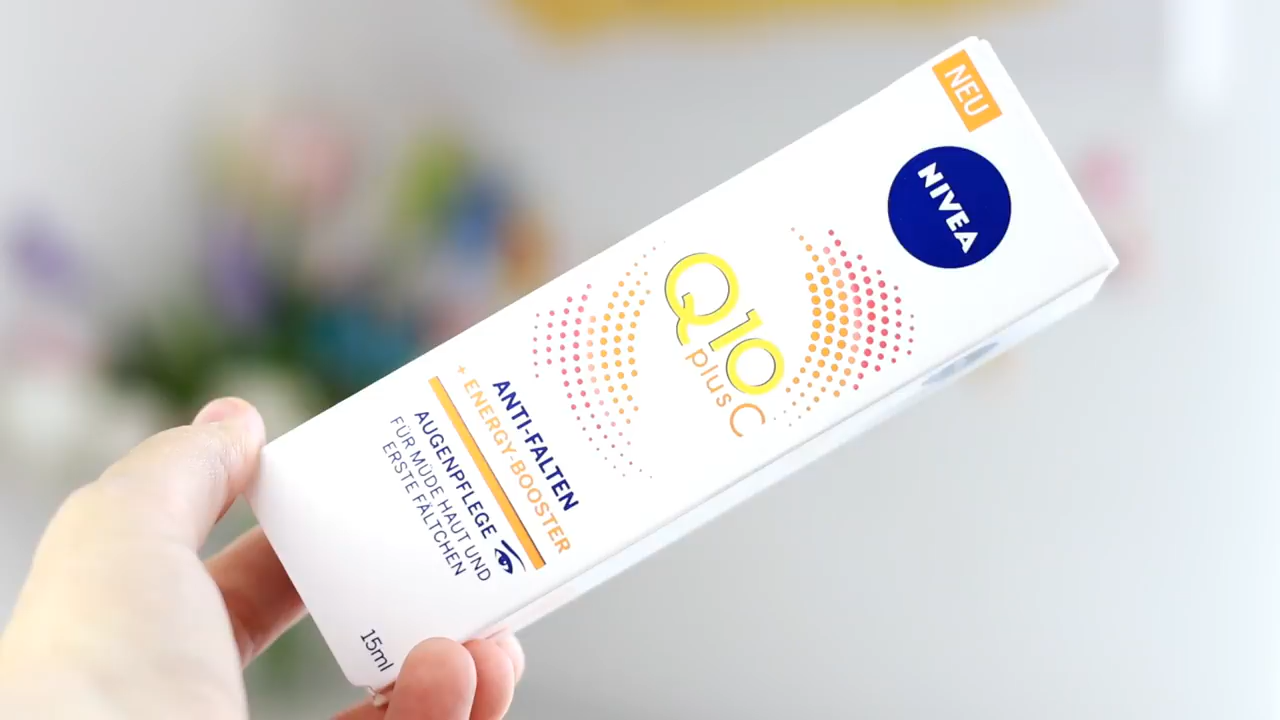 NEU
NIVEA
Q10
plus C
ANTI-FALTEN
+ ENERGY-BOOSTER
AUGENPFLEGE
FÜR MÜDE HAUT UND
ERSTE FÄLTCHEN
15ml